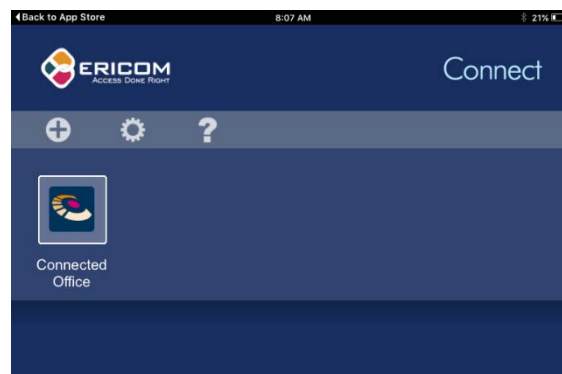 Back to App Store 8:07 AM 21%
ERICOM
ACCESS DONE RIGHT
Connect
?
Connected
Office